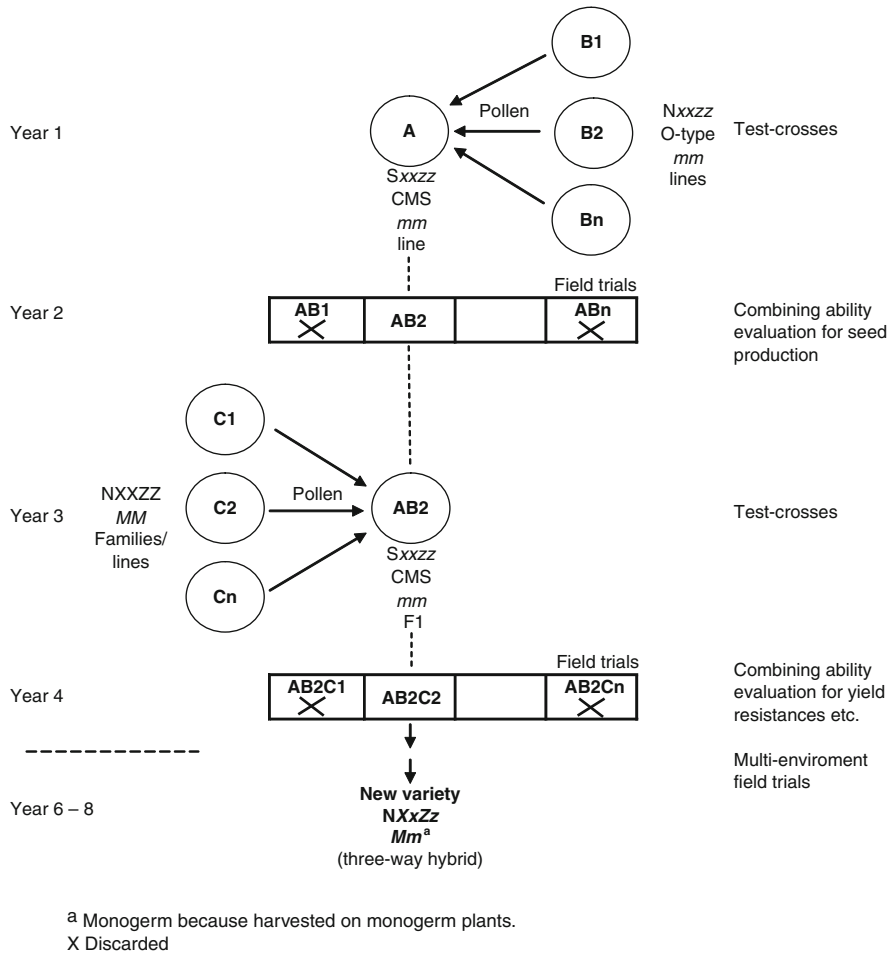 B1
Year 1
A
Pollen
B2
Nxxzz
O-type
mm
lines
Test-crosses
Sxxzz
CMS
mm
line
Bn
Field trials
Year 2
AB1
AB2
ABn
Combining ability
evaluation for seed
production
C1
Year 3
NXXZZ
MM
Families/
lines
C2
Pollen
AB2
Test-crosses
Sxxzz
CMS
mm
F1
Cn
Field trials
Year 4
AB2C1
AB2C2
AB2Cn
Combining ability
evaluation for yield
resistances etc.
Multi-enviroment
field trials
Year 6 – 8
New variety
NXxZz
Mm a
(three-way hybrid)
a Monogerm because harvested on monogerm plants.
X Discarded